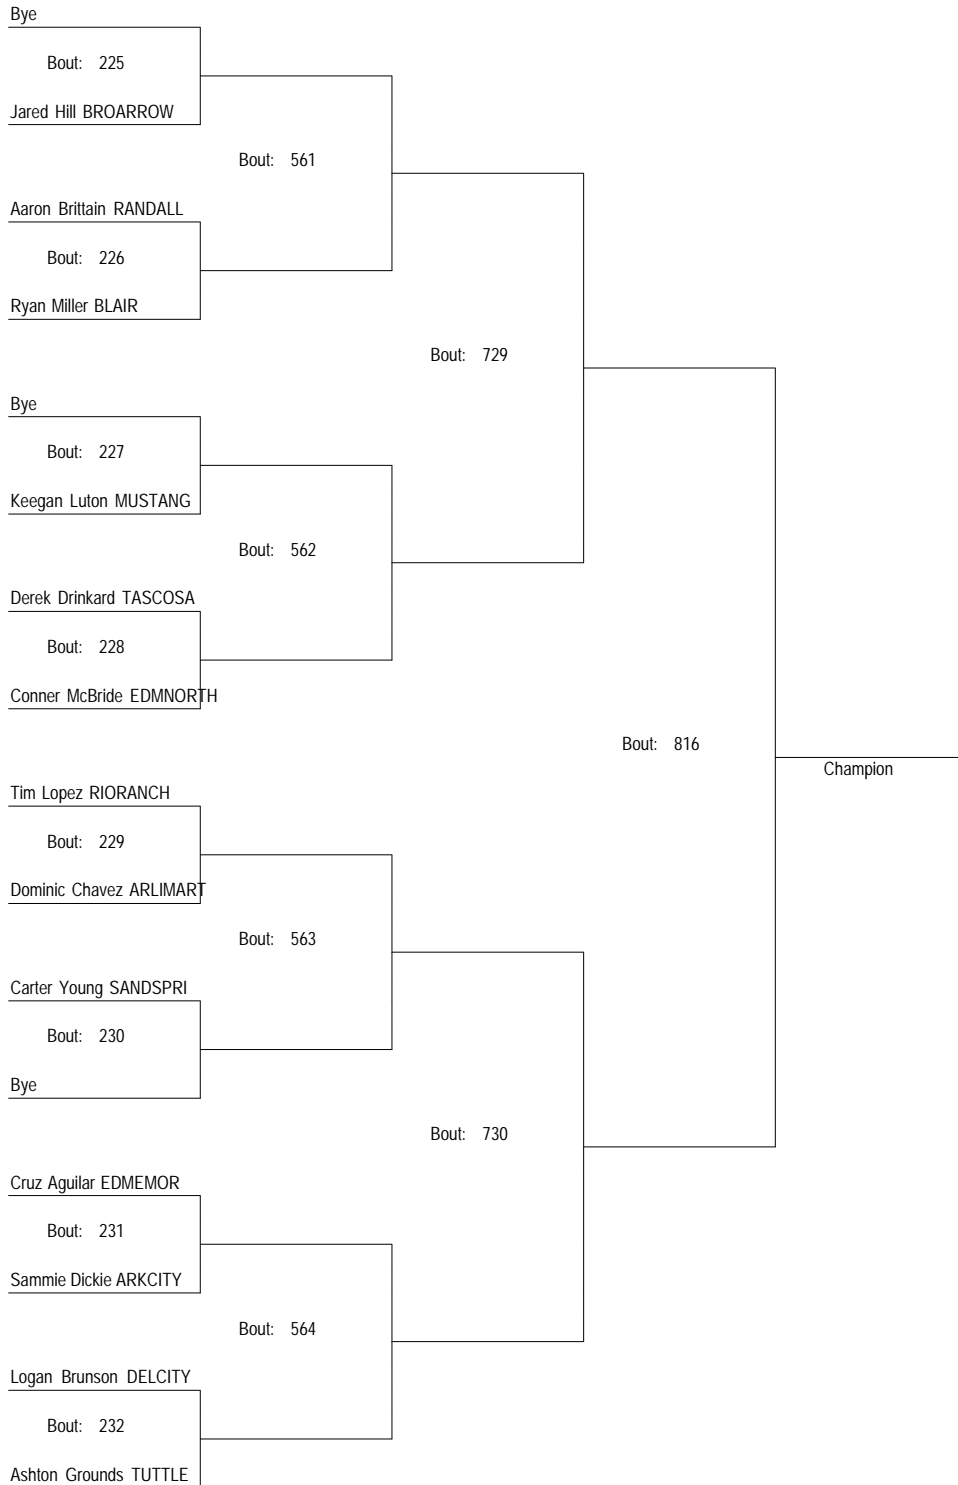 Bye
Bout: 225
Jared Hill BROARROW
Bout: 561
Aaron Brittain RANDALL
Bout: 226
Ryan Miller BLAIR
Bout: 729
Bye
Bout: 227
Keegan Luton MUSTANG
Bout: 562
Derek Drinkard TASCOSA
Bout: 228
Conner McBride EDMNORTH
Bout: 816
Champion
Tim Lopez RIORANCH
Bout: 229
Dominic Chavez ARLIMART
Bout: 563
Carter Young SANDSPRI
Bout: 230
Bye
Bout: 730
Cruz Aguilar EDMEMOR
Bout: 231
Sammie Dickie ARKCITY
Bout: 564
Logan Brunson DELCITY
Bout: 232
Ashton Grounds TUTTLE